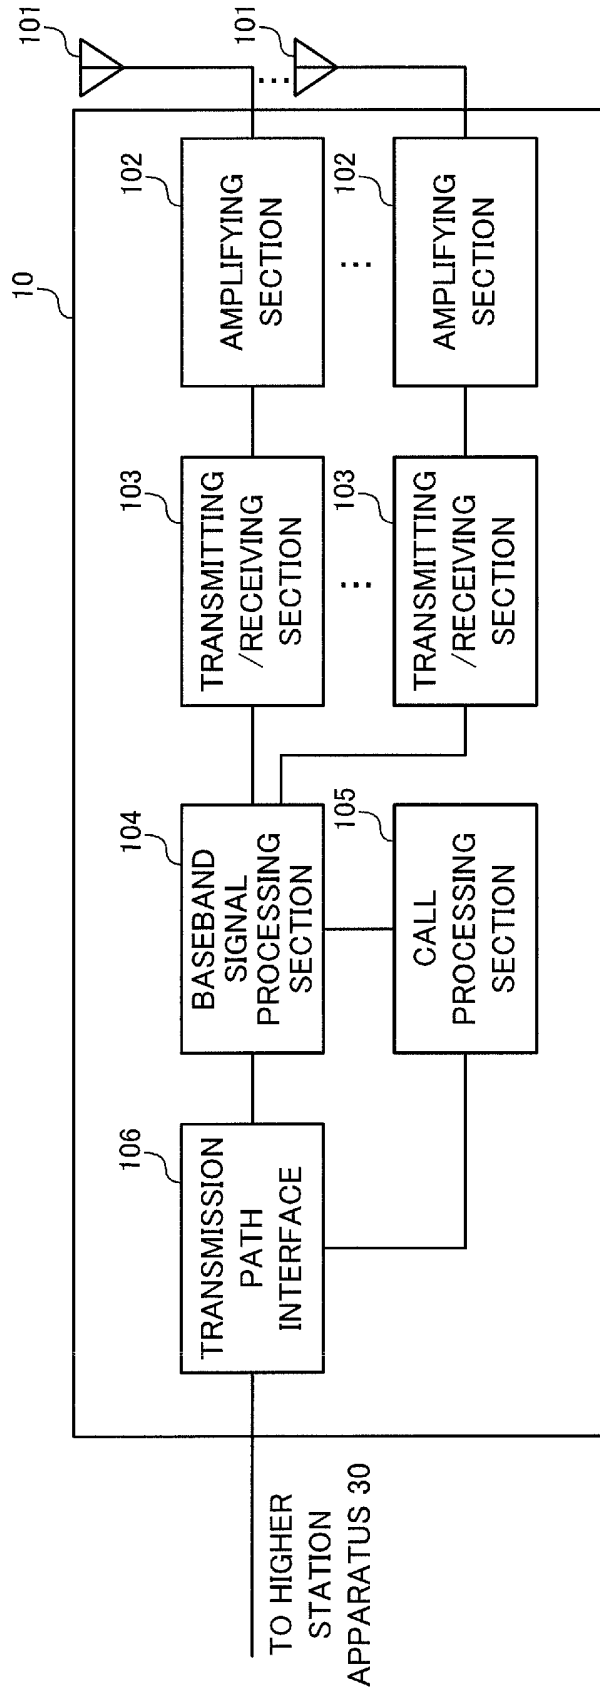 10
101
101
102
AMPLIFYING
SECTION
102
AMPLIFYING
SECTION
103
TRANSMITTING
/RECEIVING
SECTION
103
TRANSMITTING
/RECEIVING
SECTION
104
BASEBAND
SIGNAL
PROCESSING
SECTION
105
CALL
PROCESSING
SECTION
106
TRANSMISSION
PATH
INTERFACE
TO HIGHER
STATION
APPARATUS 30